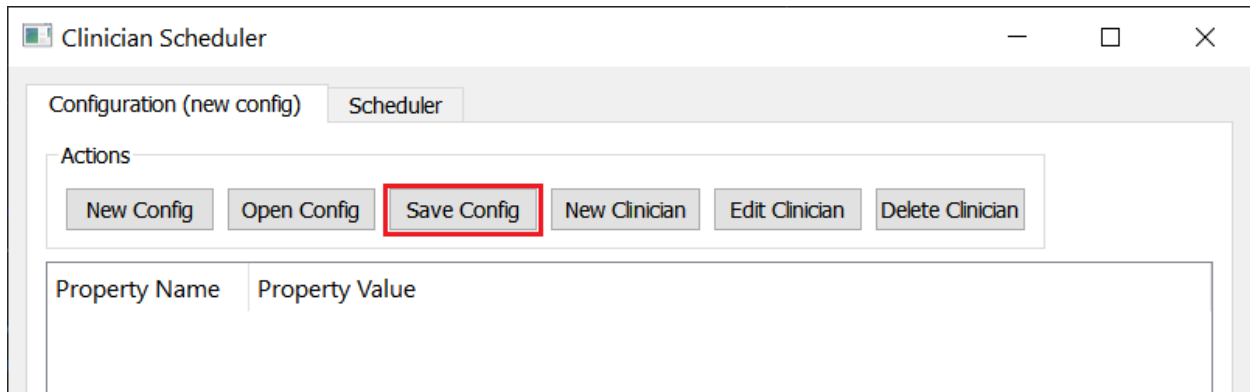 Clinician Scheduler
Configuration (new config) Scheduler
Actions
New Config Open Config Save Config New Clinician Edit Clinician Delete Clinician
Property Name Property Value